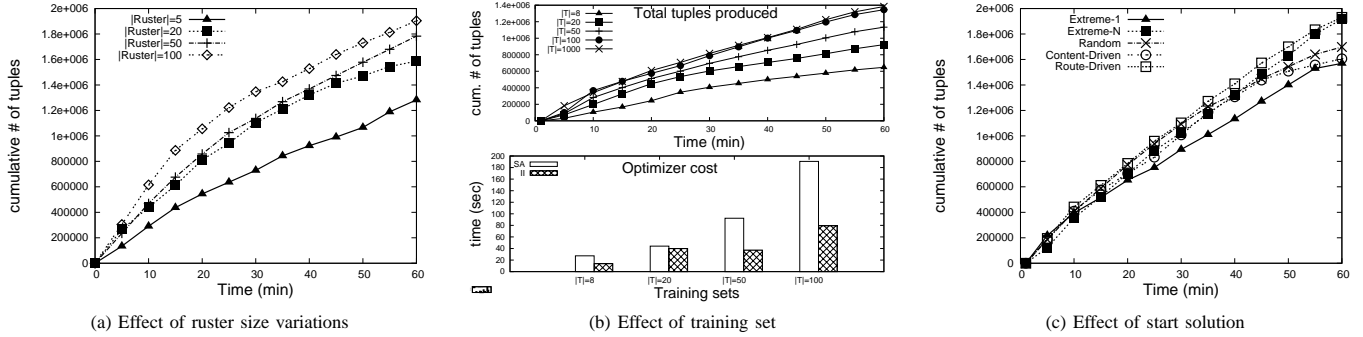 cumulative # of tuples
2e+006
1.8e+006
1.6e+006
1.4e+006
1.2e+006
1e+006
800000
600000
400000
200000
0
|Ruster|=5
|Ruster|=20
|Ruster|=50
|Ruster|=100
0 10 20 30 40 50 60
Time (min)
(a) Effect of ruster size variations
Total tuples produced
cum. # of tuples
1.4e+006
1.2e+006
1e+006
800000
600000
400000
200000
0
|T|=8
|T|=20
|T|=50
|T|=100
|T|=1000
0 10 20 30 40 50 60
Time (min)
Optimizer cost
time (sec)
200
180
160
140
120
100
80
60
40
20
0
SA
II
|T|=8 |T|=20 |T|=50 |T|=100
Training sets
(b) Effect of training set
cumulative # of tuples
2e+006
1.8e+006
1.6e+006
1.4e+006
1.2e+006
1e+006
800000
600000
400000
200000
0
Extreme-1
Extreme-N
Random
Content-Driven
Route-Driven
0 10 20 30 40 50 60
Time (min)
(c) Effect of start solution